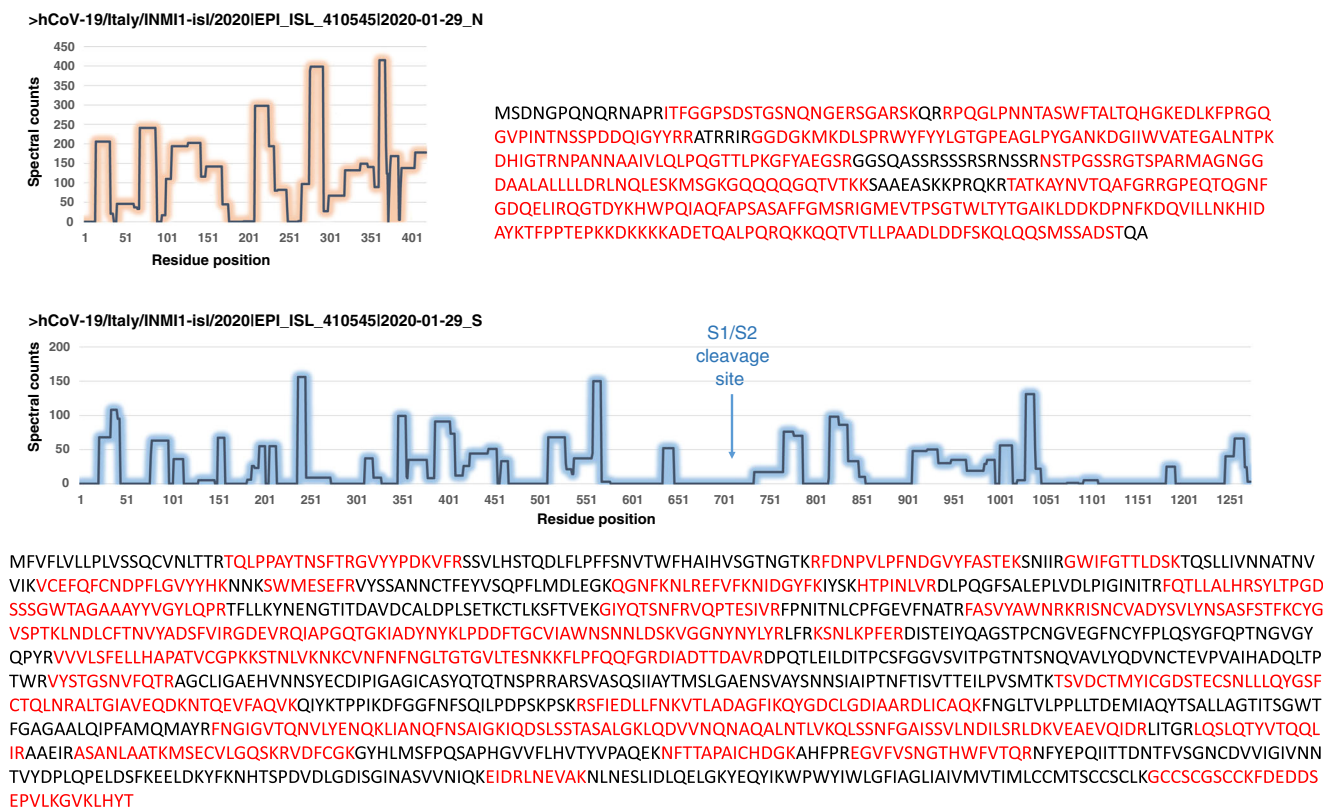 >hCoV-19/Italy/INMI1-isl/2020|EPI_ISL_410545|2020-01-29_N
450
400
350
300
250
200
150
100
50
0
Spectral counts
1 51 101 151 201 251 301 351 401
Residue position
MSDNGPQNQRNAPRITFGGPSDSTGSNQNGERSGARSKQRRPQGLPNNTASWFTALTQHGKEDLKFPRGQ
GVPINTNSSPDDQIGYYRRATRRIRGGDGKMKDLSPRWYFYYLGTGPEAGLPYGANKDGIIWVATEGALNTPK
DHIGTRNPANNAAIVLQLPQGTTLPKGFYAEGSRGGSQASSRSSSRSRNSSRNSTPGSSRGTSPARMAGNGG
DAALALLLLDRLNQLESKMSGKGQQQQGQTVTKKSAAEASKKPRQKRTATKAYNVTQAFGRRGPEQTQGNF
GDQELIRQGTDYKHWPQIAQFAPSASAFFGMSRIGMEVTPSGTWLTYTGAIKLDDKDPNFKDQVILLNKHID
AYKTFPPTEPKKDKKKKADETQALPQRQKKQQTVTLLPAADLDDFSKQLQQSMSSADSTQA
>hCoV-19/Italy/INMI1-isl/2020|EPI_ISL_410545|2020-01-29_S
S1/S2
cleavage
site
200
150
100
50
0
Spectral counts
1 51 101 151 201 251 301 351 401 451 501 551 601 651 701 751 801 851 901 951 1001 1051 1101 1151 1201 1251
Residue position
MFVFLVLLPLVSSQCVNLTTRTQLPPAYTNSFTRGVYYPDKVFRSSVLHSTQDLFLPFFSNVTWFHAIHVSGTNGTKRFDNPVLPFNDGVYFASTEKSNIIRGWIFGTTLDSKTQSLLIVNNATNV
VIKVCEFQFCNDPFLGVYYHKNNKSWMESEFRVYSSANNCTFEYVSQPFLMDLEGKQGNFKNLREFVFKNIDGYFKIYSKHTPINLVRDLPQGFSALEPLVDLPIGINITRFQTLLALHRSYLTPGD
SSSGWTAGAAAYYVGYLQPRTFLLKYNENGTITDAVDCALDPLSETKCTLKSFTVEKGIYQTSNFRVQPTESIVRFPNITNLCPFGEVFNATRFASVYAWNRKRISNCVADYSVLYNSASFSTFKCYG
VSPTKLNDLCFTNVYADSFVIRGDEVRQIAPGQTGKIADYNYKLPDDFTGCVIAWNSNNLDSKVGGNYNYLYRLFRKSNLKPFERDISTEIYQAGSTPCNGVEGFNCYFPLQSYGFQPTNGVGY
QPYRVVVLSFELLHAPATVCGPKKSTNLVKNKCVNFNFNGLTGTGVLTESNKKFLPFQQFGRDIADTTDAVRDPQTLEILDITPCSFGGVSVITPGTNTSNQVAVLYQDVNCTEVPVAIHADQLTP
TWRVYSTGSNVFQTRAGCLIGAEHVNNSYECDIPIGAGICASYQTQTNSPRRARSVASQSIIAYTMSLGAENSVAYSNNSIAIPTNFTISVTTEILPVSMTKTSVDCTMYICGDSTECSNLLLQYGSF
CTQLNRALTGIAVEQDKNTQEVFAQVKQIYKTPPIKDFGGFNFSQILPDPSKPSKRSFIEDLLFNKVTLADAGFIKQYGDCLGDIAARDLICAQKFNGLTVLPPLLTDEMIAQYTSALLAGTITSGWT
FGAGAALQIPFAMQMAYRFNGIGVTQNVLYENQKLIANQFNSAIGKIQDSLSSTASALGKLQDVVNQNAQALNTLVKQLSSNFGAISSVLNDILSRLDKVEAEVQIDRLITGRLQSLQTYVTQQL
IRAAEIRASANLAATKMSECVLGQSKRVDFCGKGYHLMSFPQSAPHGVVFLHVTYVPAQEKNFTTAPAICHDGKAHFPREGVFVSNGTHWFVTQRNFYEPQIITTDNTFVSGNCDVVIGIVNN
TVYDPLQPELDSFKEELDKYFKNHTSPDVDLGDISGINASVVNIQKEIDRLNEVAKNLNESLIDLQELGKYEQYIKWPWYIWLGFIAGLIAIVMVTIMLCCMTSCCSCLKGCCSCGSCCKFDEDDS
EPVLKGVKLHYT